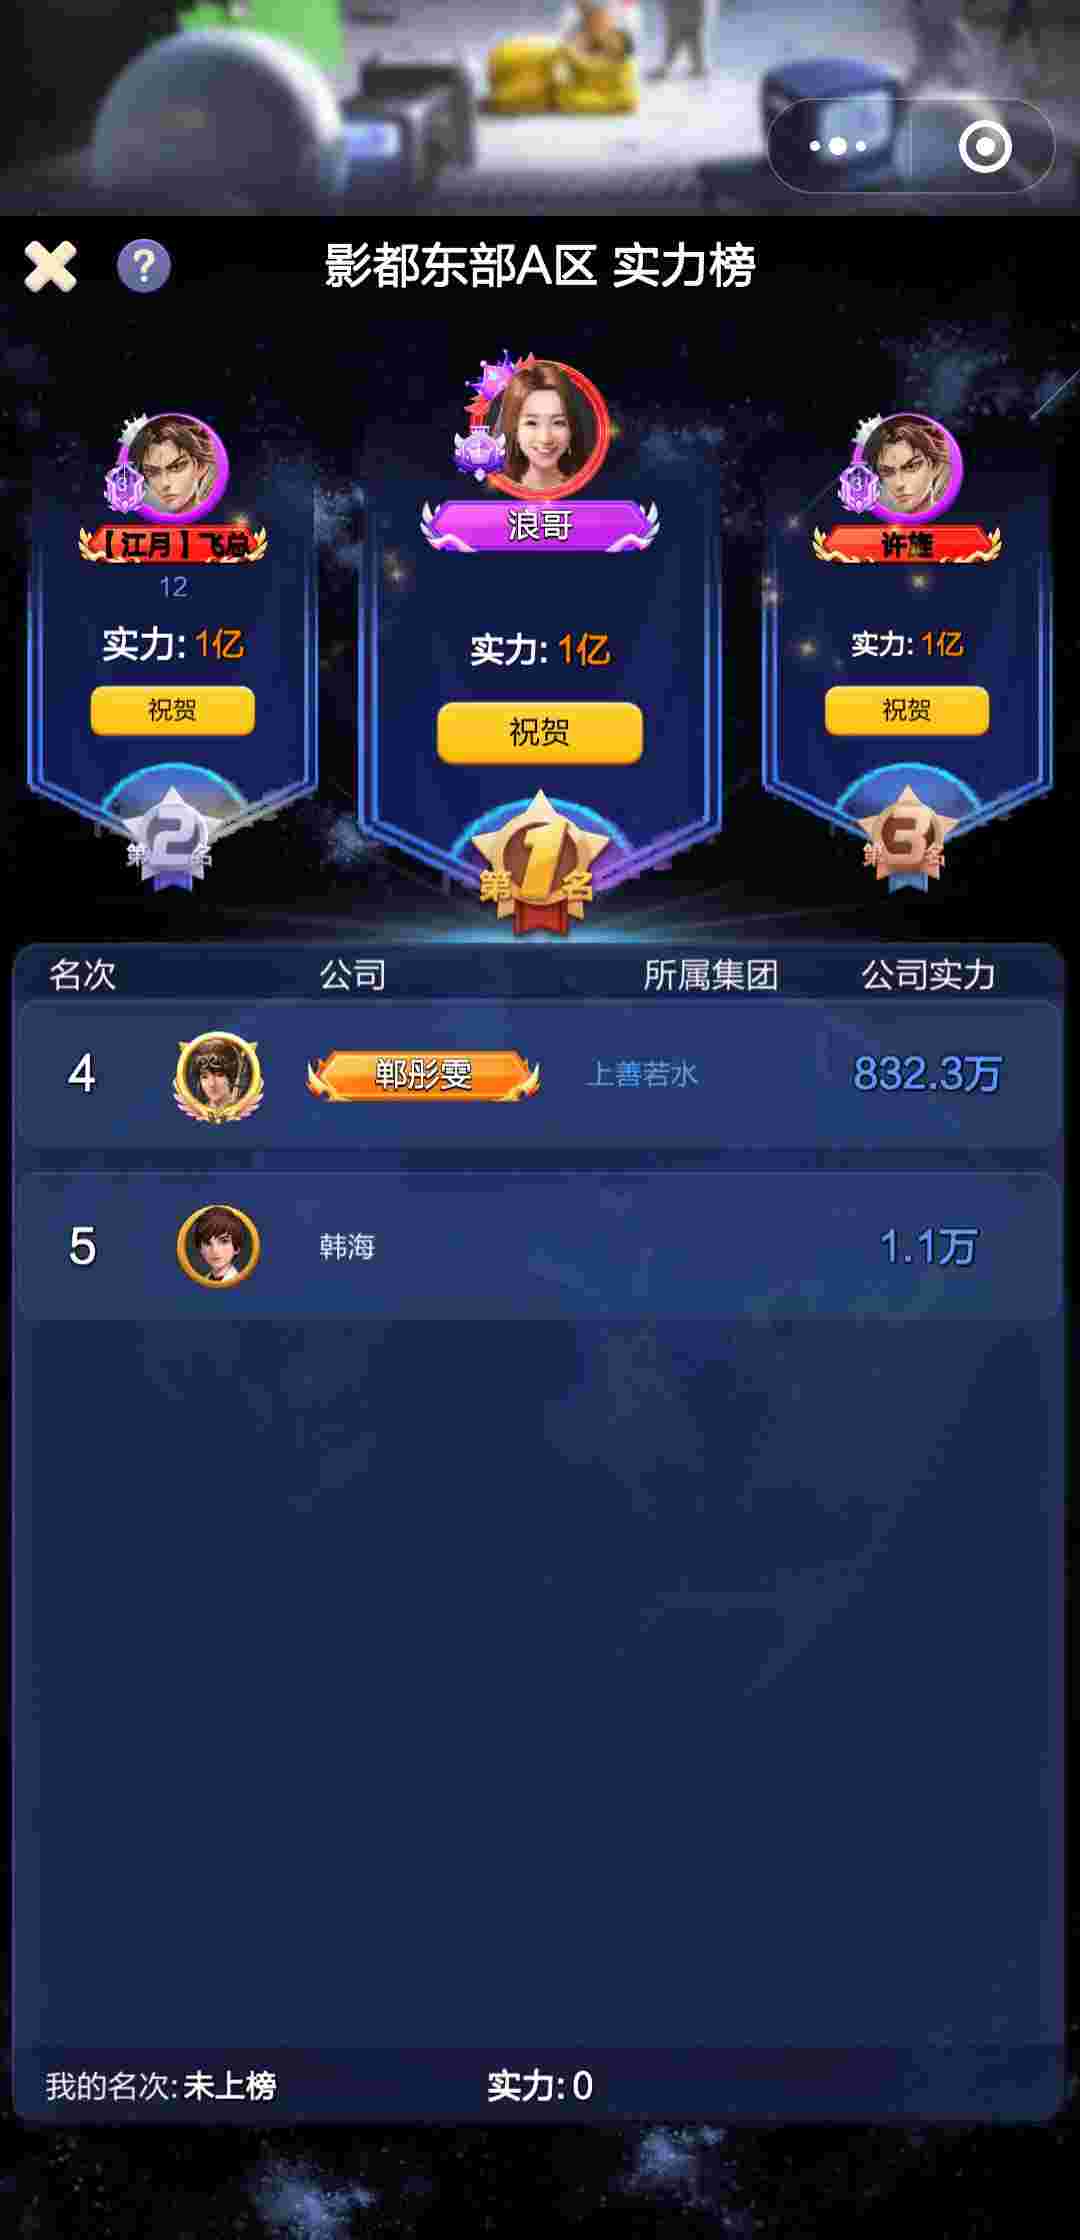 影都东部A区 实力榜
?
浪哥
实力: 1亿
祝贺
第1名
3
【江月】飞总
12
实力: 1亿
祝贺
第2名
3
许雄
实力: 1亿
祝贺
第3名
名次 公司 所属集团 公司实力
4 郸彤雯 上善若水 832.3万
5 韩海 1.1万
我的名次: 未上榜 实力: 0